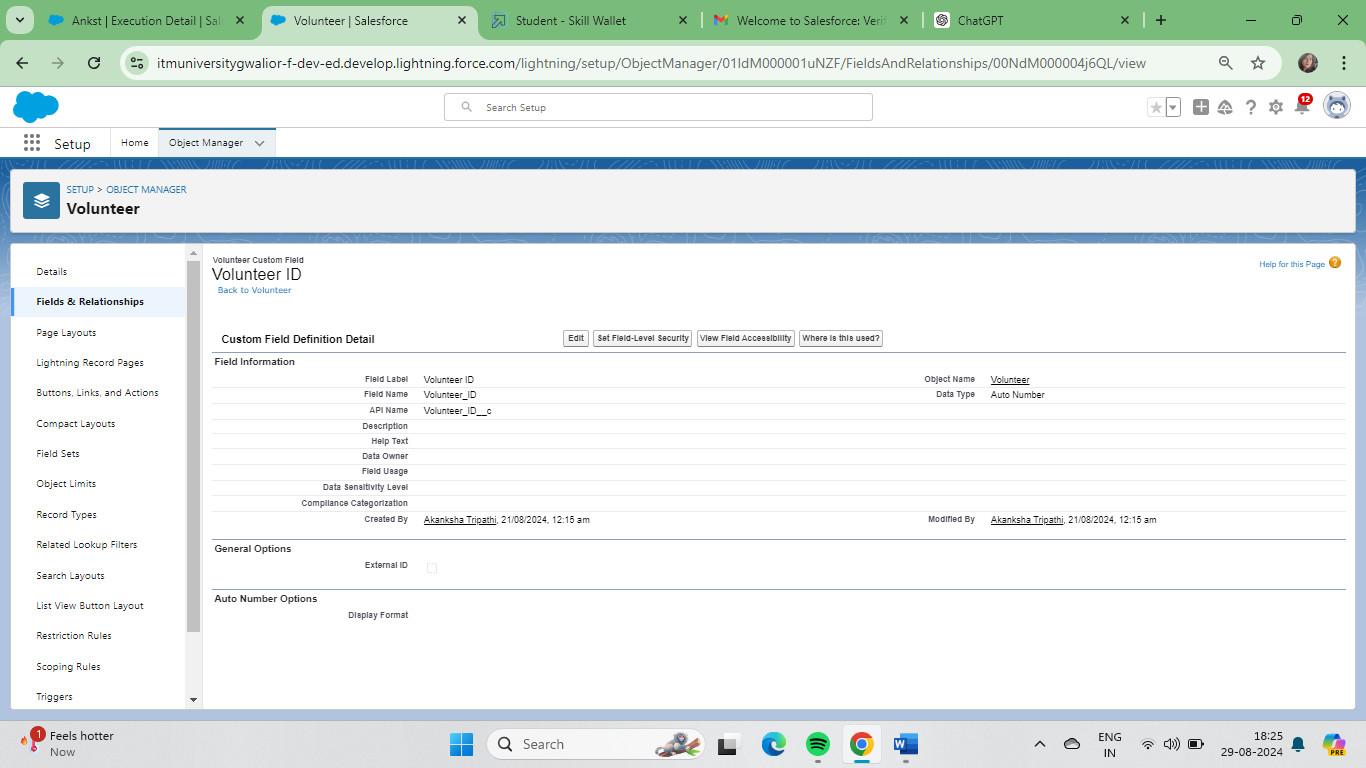 Ankst | Execution Detail | Sal
Volunteer | Salesforce
Student - Skill Wallet
Welcome to Salesforce: Verif
ChatGPT
itmuniversitygwalior-f-dev-ed.develop.lightning.force.com/lightning/setup/ObjectManager/01IdM000001uNZF/FieldsAndRelationships/00NdM000004j6QL/view
Search Setup
12
Setup
Home
Object Manager
SETUP > OBJECT MANAGER
Volunteer
Details
Fields & Relationships
Page Layouts
Lightning Record Pages
Buttons, Links, and Actions
Compact Layouts
Field Sets
Object Limits
Record Types
Related Lookup Filters
Search Layouts
List View Button Layout
Restriction Rules
Scoping Rules
Triggers
Volunteer Custom Field
Volunteer ID
Back to Volunteer
Help for this Page ?
Custom Field Definition Detail
Edit
Set Field-Level Security
View Field Accessibility
Where is this used?
Field Information
Field Label Volunteer ID Object Name Volunteer
Field Name Volunteer_ID Data Type Auto Number
API Name Volunteer_ID__c
Description
Help Text
Data Owner
Field Usage
Data Sensitivity Level
Compliance Categorization
Created By Akanksha Tripathi, 21/08/2024, 12:15 am Modified By Akanksha Tripathi, 21/08/2024, 12:15 am
General Options
External ID
Auto Number Options
Display Format
1
Feels hotter
Now
Search
W
ENG
IN
18:25
29-08-2024
PRE